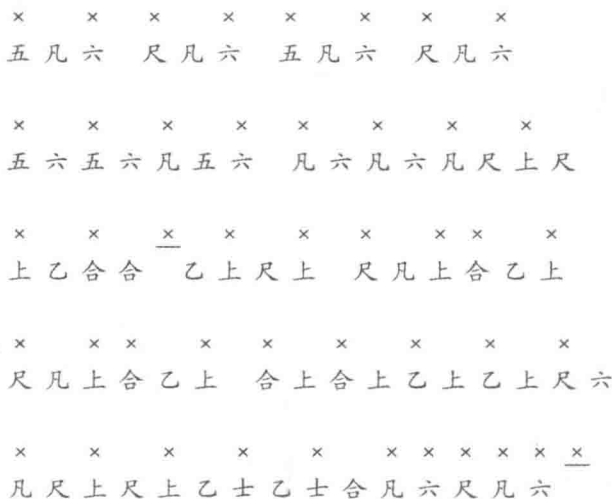 × × × × × × × ×
五凡六 尺凡六 五凡六 尺凡六
× × × × × × × ×
五六五六凡五六 凡六凡六凡尺上尺
× × × × × × × × ×
上乙合合 乙上尺上 尺凡上合乙上
× × × × × × × × ×
尺凡上合乙上 合上合上乙上乙上尺六
× × × × × × × × × × ×
凡尺上尺上乙士乙士合凡六尺凡六